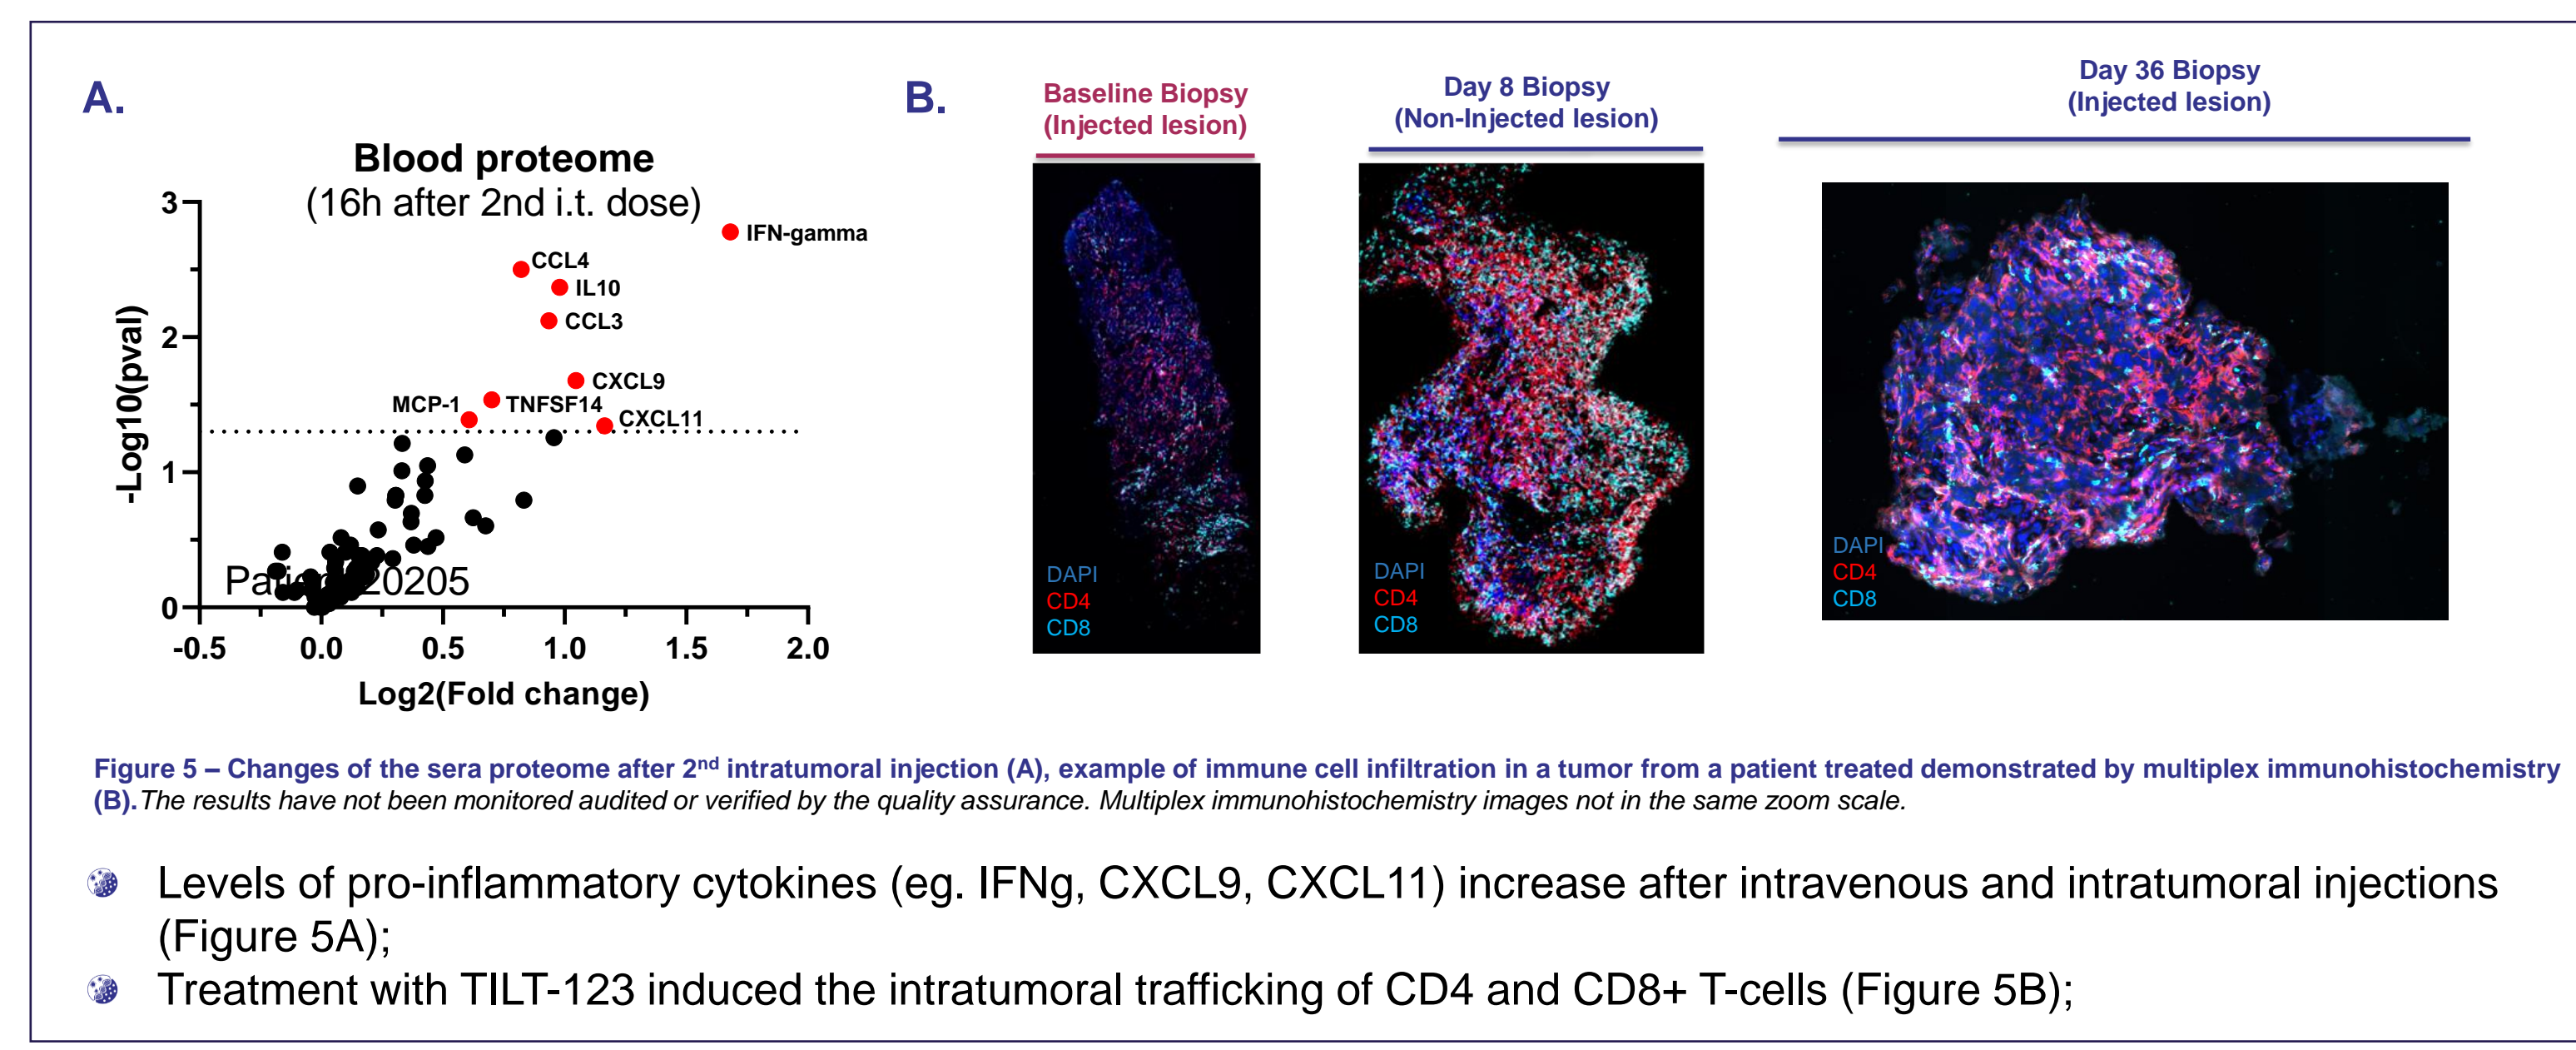 A.
Blood proteome
(16h after 2nd i.t. dose)
3
2
1
0
-Log10(pval)
IFN-gamma
CCL4
IL10
CCL3
CXCL9
MCP-1
TNFSF14
CXCL11
Patient 20205
-0.5 0.0 0.5 1.0 1.5 2.0
Log2(Fold change)
B.
Baseline Biopsy
(Injected lesion)
DAPI
CD4
CD8
Day 8 Biopsy
(Non-Injected lesion)
DAPI
CD4
CD8
Day 36 Biopsy
(Injected lesion)
DAPI
CD4
CD8
Figure 5 – Changes of the sera proteome after 2nd intratumoral injection (A), example of immune cell infiltration in a tumor from a patient treated demonstrated by multiplex immunohistochemistry
(B). The results have not been monitored audited or verified by the quality assurance. Multiplex immunohistochemistry images not in the same zoom scale.
Levels of pro-inflammatory cytokines (eg. IFNg, CXCL9, CXCL11) increase after intravenous and intratumoral injections
(Figure 5A);
Treatment with TILT-123 induced the intratumoral trafficking of CD4 and CD8+ T-cells (Figure 5B);